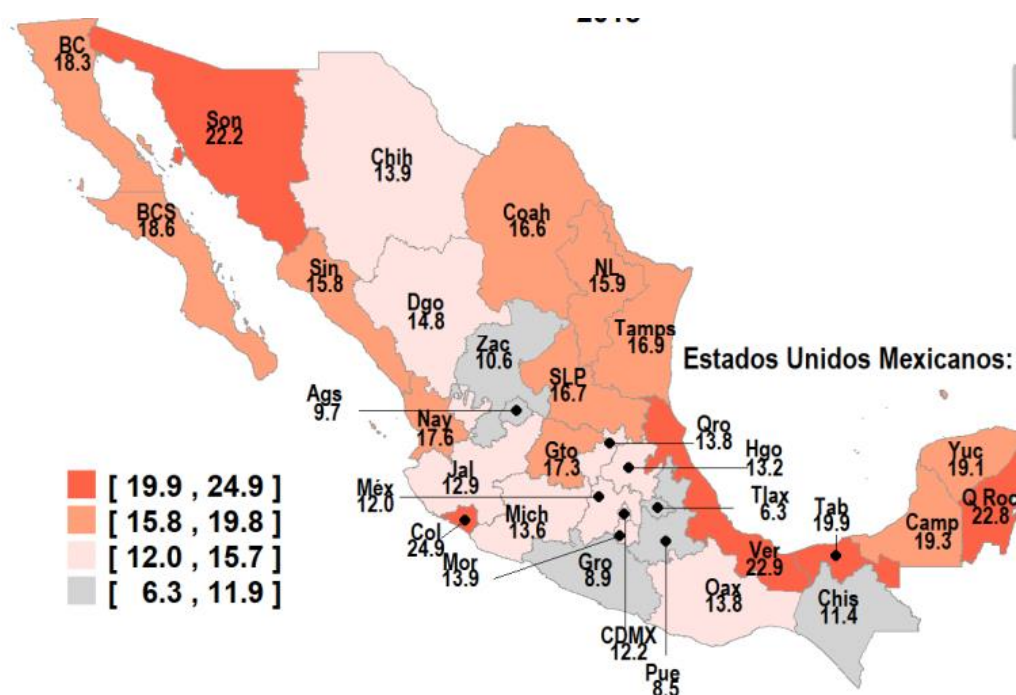 BC
18.3
Son
22.2
Chih
13.9
BCS
18.6
Coah
16.6
Sin
15.8
NL
15.9
Dgo
14.8
Tamps
16.9
Zac
10.6
Estados Unidos Mexicanos:
SLP
16.7
Ags
9.7
Nay
17.6
Qro
13.8
Gto
17.3
Hgo
13.2
Yuc
19.1
Jal
12.9
Méx
12.0
Tlax
6.3
Tab
19.9
Q Roo
22.8
Mich
13.6
Camp
19.3
Col
24.9
Mor
13.9
Gro
8.9
Ver
22.9
Oax
13.8
Chis
11.4
CDMX
12.2
Pue
8.5
[ 19.9 , 24.9 ]
[ 15.8 , 19.8 ]
[ 12.0 , 15.7 ]
[ 6.3 , 11.9 ]